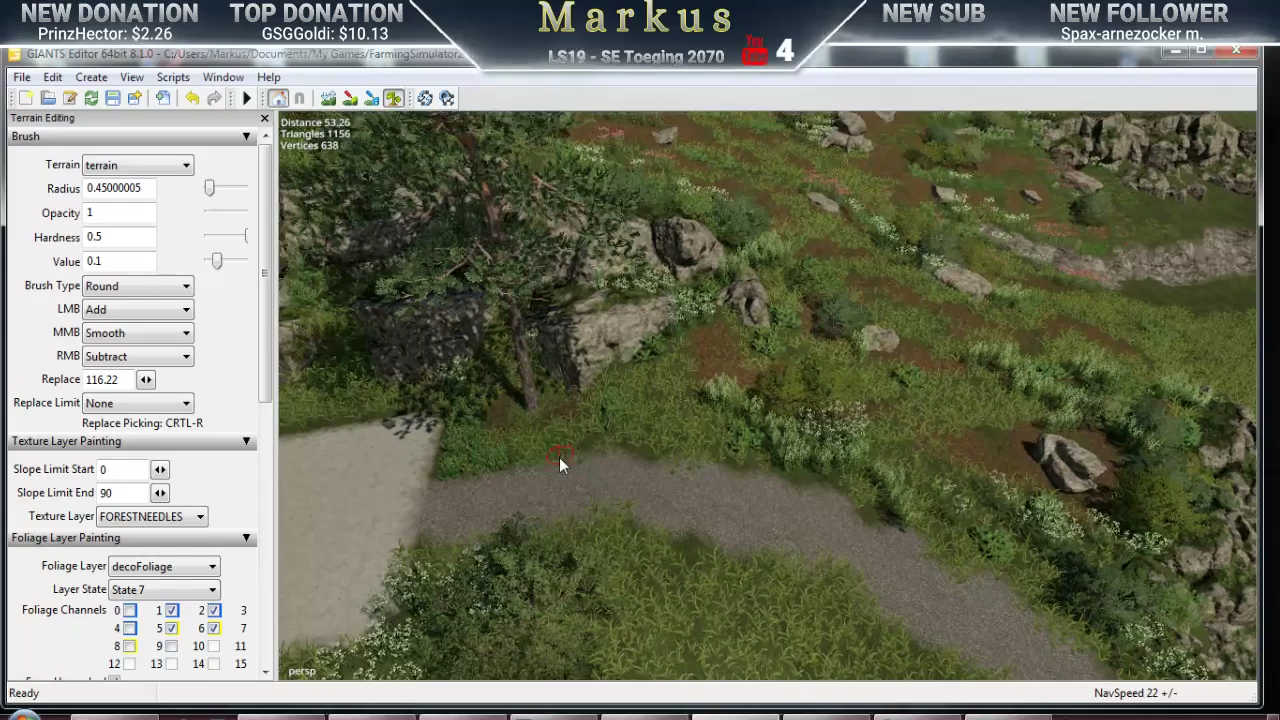 NEW DONATION
PrinzHector: $2.26
TOP DONATION
GSGGoldi: $10.13
Markus
LS19 - SE Toeging 2070
You Tube
4
NEW SUB
NEW FOLLOWER
Spax-arnezocker m.
GIANTS Editor 64bit 8.1.0 - C:/Users/Markus/Documents/My Games/FarmingSimulator
File Edit Create View Scripts Window Help
Terrain Editing
Brush
Terrain terrain
Radius 0.45000005
Opacity 1
Hardness 0.5
Value 0.1
Brush Type Round
LMB Add
MMB Smooth
RMB Subtract
Replace 116.22
Replace Limit None
Replace Picking: CRTL-R
Texture Layer Painting
Slope Limit Start 0
Slope Limit End 90
Texture Layer FORESTNEEDLES
Foliage Layer Painting
Foliage Layer decoFoliage
Layer State State 7
Foliage Channels 0 1 2 3
4 5 6 7
8 9 10 11
12 13 14 15
Distance 53.26
Triangles 1156
Vertices 638
persp
Ready
NavSpeed 22 +/-